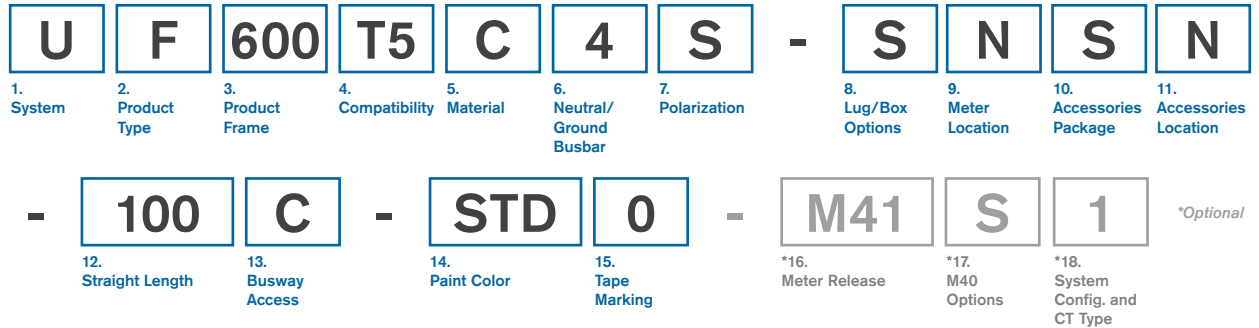 U F 600 T5 C 4 S - S N S N
1. 2. 3. 4. 5. 6. 7. 8. 9. 10. 11.
System Product Product Compatibility Material Neutral/ Polarization Lug/Box Meter Accessories Accessories
Type Frame Ground Options Location Package Location
Busbar
- 100 C - STD 0 - M41 S 1 *Optional
12. 13. 14. 15. *16. *17. *18.
Straight Length Busway Paint Color Tape Meter Release M40 System
Access Marking Options Config. and
CT Type